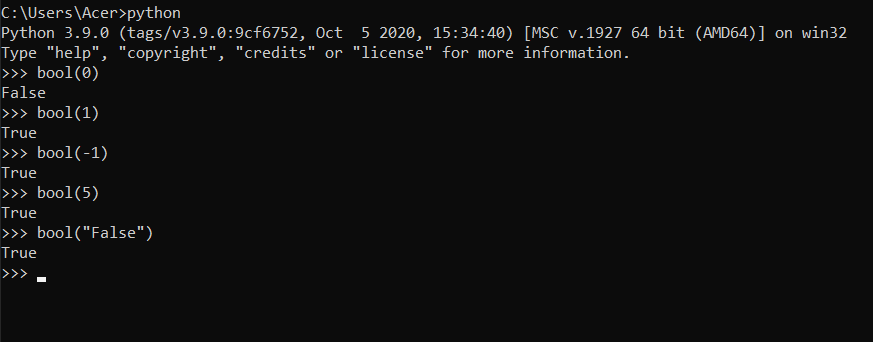 C:\Users\Acer>python
Python 3.9.0 (tags/v3.9.0:9cf6752, Oct  5 2020, 15:34:40) [MSC v.1927 64 bit (AMD64)] on win32
Type "help", "copyright", "credits" or "license" for more information.
>>> bool(0)
False
>>> bool(1)
True
>>> bool(-1)
True
>>> bool(5)
True
>>> bool("False")
True
>>>